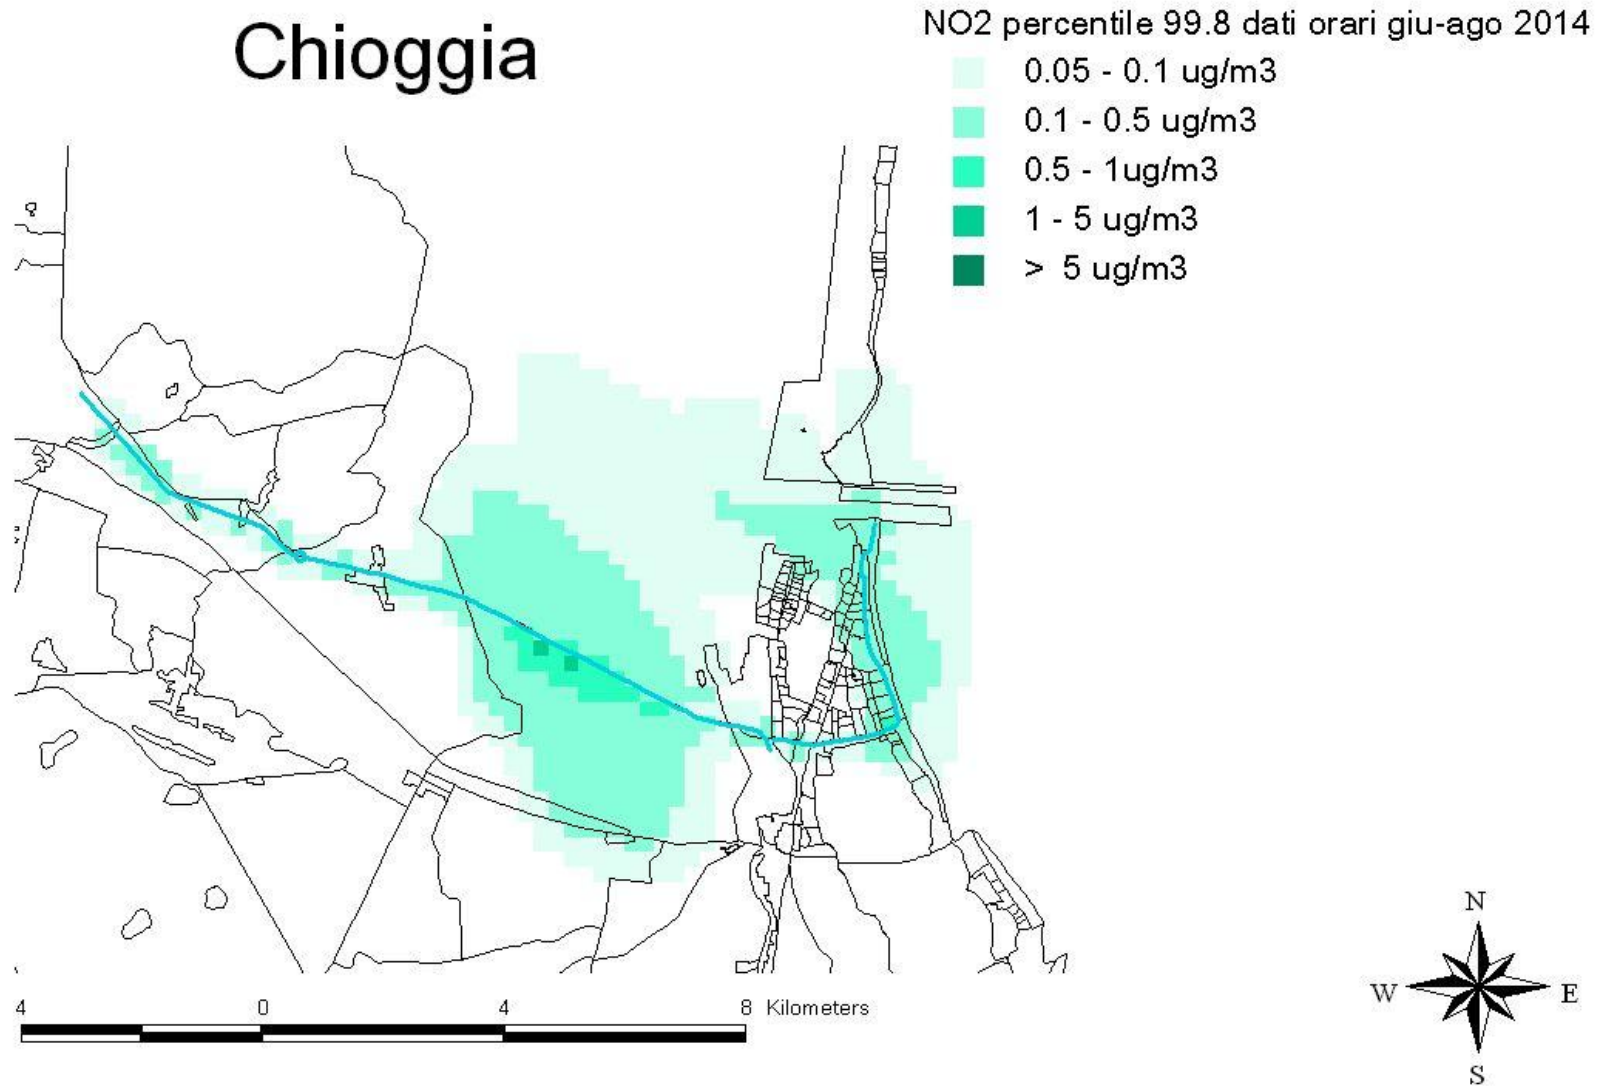 Chioggia
NO2 percentile 99.8 dati orari giu-ago 2014
0.05 - 0.1 ug/m3
0.1 - 0.5 ug/m3
0.5 - 1ug/m3
1 - 5 ug/m3
> 5 ug/m3
N
W E
S
4 0 4 8 Kilometers